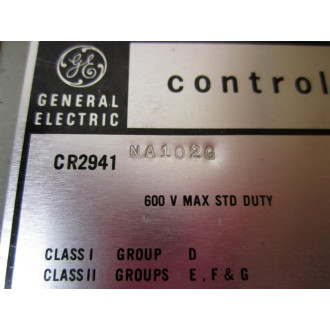 GE
GENERAL
ELECTRIC
control
CR2941 NA102G
600 V MAX STD DUTY
CLASS I GROUP D
CLASS II GROUPS E, F & G